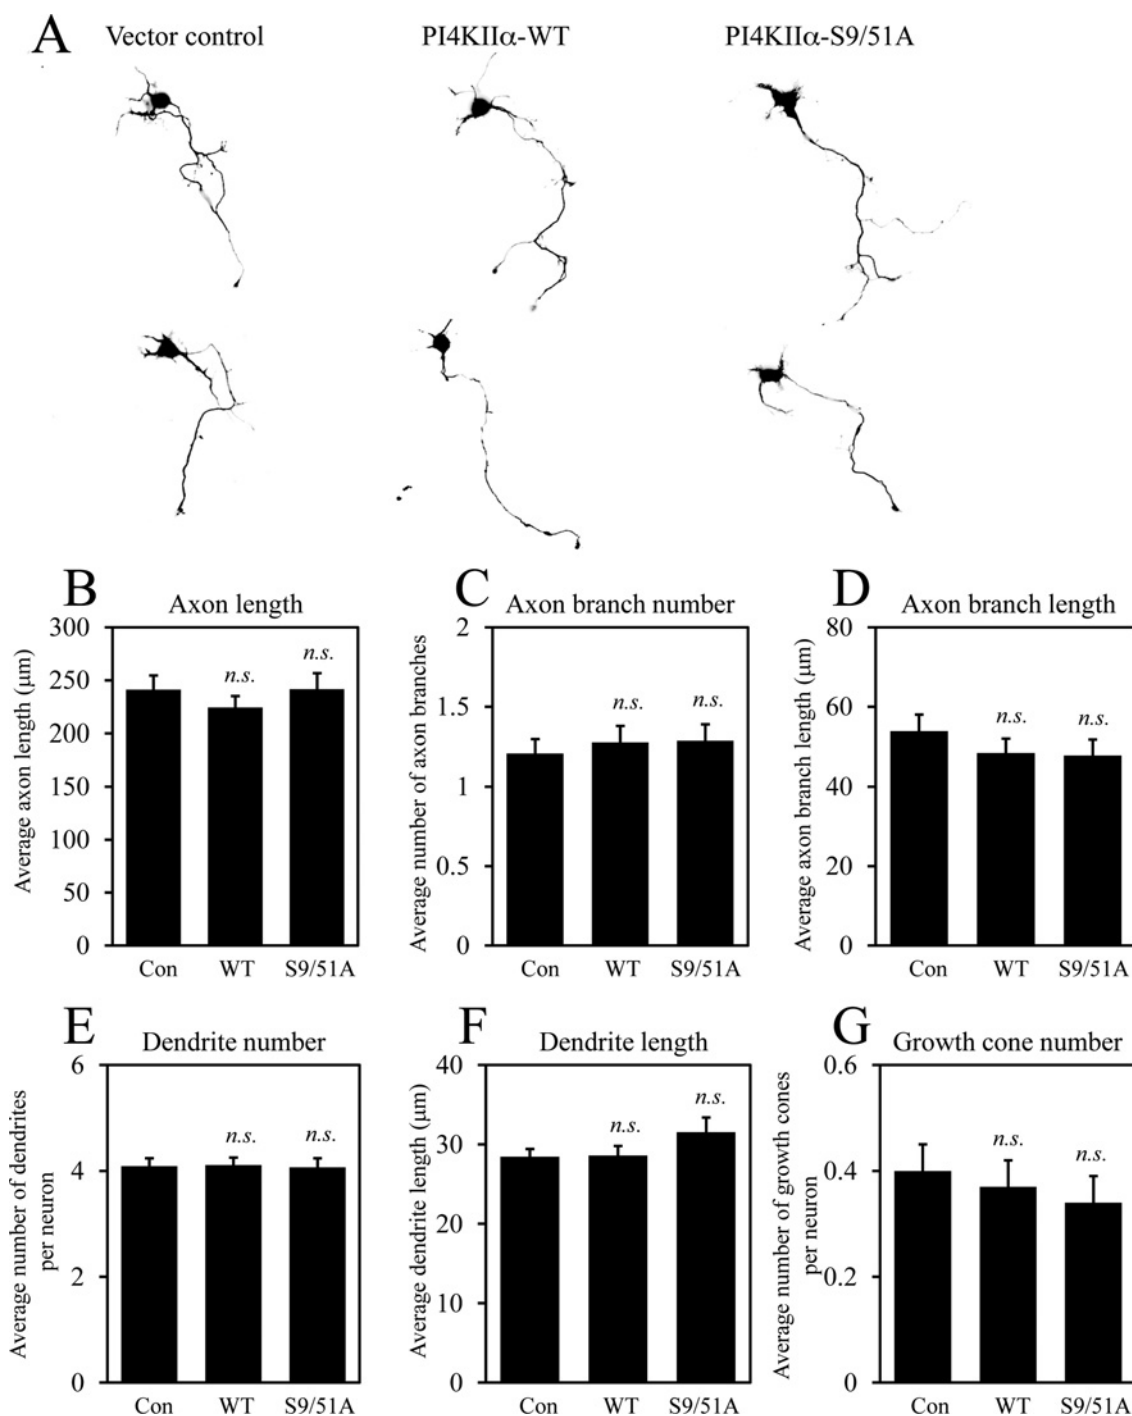 A
Vector control
PI4KIIα-WT
PI4KIIα-S9/51A
B
Axon length
Average axon length (μm)
300
250
200
150
100
50
0
n.s.
n.s.
Con
WT
S9/51A
C
Axon branch number
Average number of axon branches
2
1.5
1
0.5
0
n.s.
n.s.
Con
WT
S9/51A
D
Axon branch length
Average axon branch length (μm)
80
60
40
20
0
n.s.
n.s.
Con
WT
S9/51A
E
Dendrite number
Average number of dendrites
per neuron
6
4
2
0
n.s.
n.s.
Con
WT
S9/51A
F
Dendrite length
Average dendrite length (μm)
40
30
20
10
0
n.s.
n.s.
Con
WT
S9/51A
G
Growth cone number
Average number of growth cones
per neuron
0.6
0.4
0.2
0
n.s.
n.s.
Con
WT
S9/51A